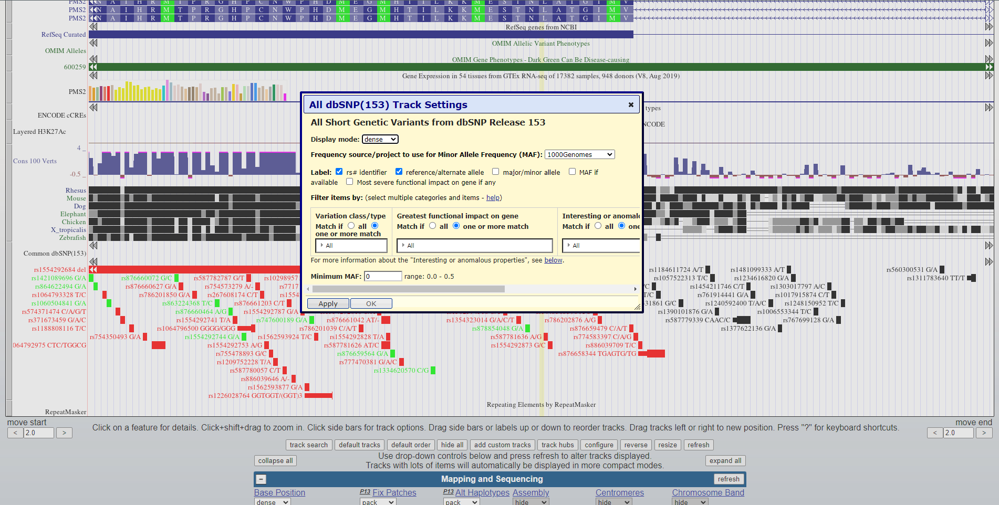 PMS2 N A I H R M T P R G H P C N W P H D M E G M H T I L K K M E S T N L A T G I M V
PMS2 N A I H R M T P R G H P C N W P H D M E G M H T I L K K M E S T N L A T G I M V
PMS2 N A I H R M T P R G H P C N W P H D M E G M H T I L K K M E S T N L A T G I M V
RefSeq genes from NCBI
RefSeq Curated
OMIM Allelic Variant Phenotypes
OMIM Alleles
OMIM Gene Phenotypes - Dark Green Can Be Disease-causing
600259
Gene Expression in 54 tissues from GTEx RNA-seq of 17382 samples, 948 donors (V8, Aug 2019)
PMS2
ENCODE cCREs
types
Layered H3K27Ac
NCODE
4 _
Cons 100 Verts
-0.5 _
Rhesus
Mouse
Dog
Elephant
Chicken
X_tropicalis
Zebrafish
Common dbSNP(153)
All dbSNP(153) Track Settings
All Short Genetic Variants from dbSNP Release 153
Display mode: dense
Frequency source/project to use for Minor Allele Frequency (MAF): 1000Genomes
Label: rs# identifier reference/alternate allele major/minor allele MAF if
available Most severe functional impact on gene if any
Filter items by: (select multiple categories and items - help)
Variation class/type Greatest functional impact on gene Interesting or anomalo
Match if all Match if all one or more match Match if all one
one or more match
All All All
For more information about the "Interesting or anomalous properties", see below.
Minimum MAF: 0 range: 0.0 - 0.5
Apply OK
rs1554292684 del rs1184611724 A/T rs1481099333 A/T rs560300531 G/A
rs1421089696 G/A rs876660072 G/C rs587782787 G/T rs10298957 rs1057522313 T/C rs1234616820 G/A rs1311783640 TT/T
rs864622494 G/A rs876660627 G/A rs754573279 A/- rs7717 /C rs1454211746 C/T rs1303017797 A/C
rs1064793328 T/C rs786201850 G/A rs267608174 C/T rs1554 T/C rs761914441 G/A rs1017915874 C/T
rs1060504841 G/A rs863224368 T/C rs876661203 C/T 31861 G/C rs1240592400 T/A/C rs1248150952 T/C
rs574371474 C/A/G/T rs876660464 A/G rs1554292787 G/A rs1390101876 G/A rs1006553344 T/C
rs371673459 G/A/C rs1554292741 T/A rs747600189 G/A rs876661042 AT/- rs1354323014 G/A/C/T rs786202876 A/G rs587779339 CAAC/C rs767699128 G/A
rs1188808116 T/C rs1064796500 GGGG/GGG rs786201039 C/A/T rs878854048 G/A rs876659479 C/A/T rs1377622136 G/A
rs754350493 G/A rs1554292744 G/A rs1562593924 T/C rs1554292828 T/A rs587781636 A/G rs774583397 C/A/G
064792975 CTC/TGGCG rs1554292753 A/G rs587781626 AT/C rs1554292873 G/C rs886039709 T/C
rs755478893 G/C rs876659564 G/A rs876658344 TGAGTG/TG
rs1209752228 T/A rs777470381 G/A/C
rs587780057 C/T rs1334620570 C/G
rs886039646 A/-
rs1562593877 G/A
rs1226028764 GGTGGT/(GGT)3
Repeating Elements by RepeatMasker
RepeatMasker
move start move end
Click on a feature for details. Click+shift+drag to zoom in. Click side bars for track options. Drag side bars or labels up or down to reorder tracks. Drag tracks left or right to new position. Press "?" for keyboard shortcuts.
< 2.0 > < 2.0 >
track search default tracks default order hide all add custom tracks track hubs configure reverse resize refresh
Use drop-down controls below and press refresh to alter tracks displayed.
collapse all expand all
Tracks with lots of items will automatically be displayed in more compact modes.
- Mapping and Sequencing refresh
Base Position P13 Fix Patches P13 Alt Haplotypes Assembly Centromeres Chromosome Band
dense pack pack hide hide hide